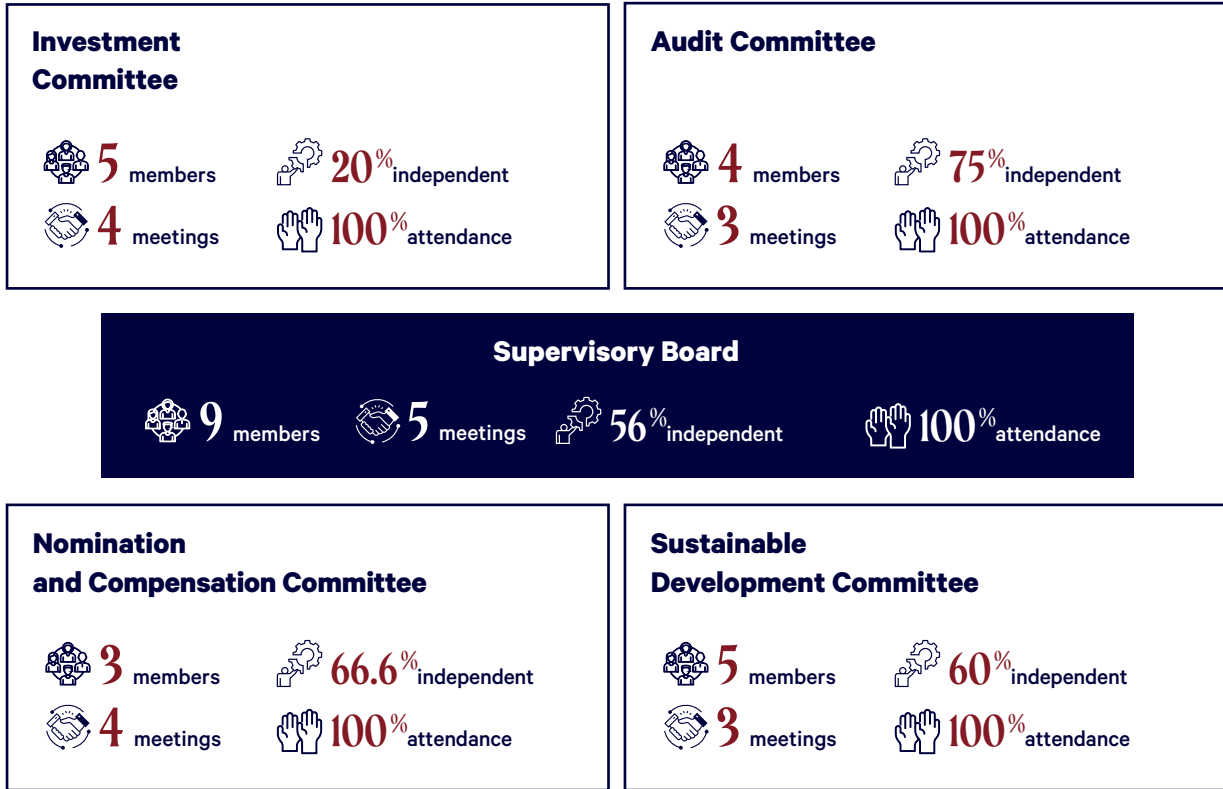 Investment
Committee
5 members
20% independent
4 meetings
100% attendance
Audit Committee
4 members
75% independent
3 meetings
100% attendance
Supervisory Board
9 members
5 meetings
56% independent
100% attendance
Nomination
and Compensation Committee
3 members
66.6% independent
4 meetings
100% attendance
Sustainable
Development Committee
5 members
60% independent
3 meetings
100% attendance